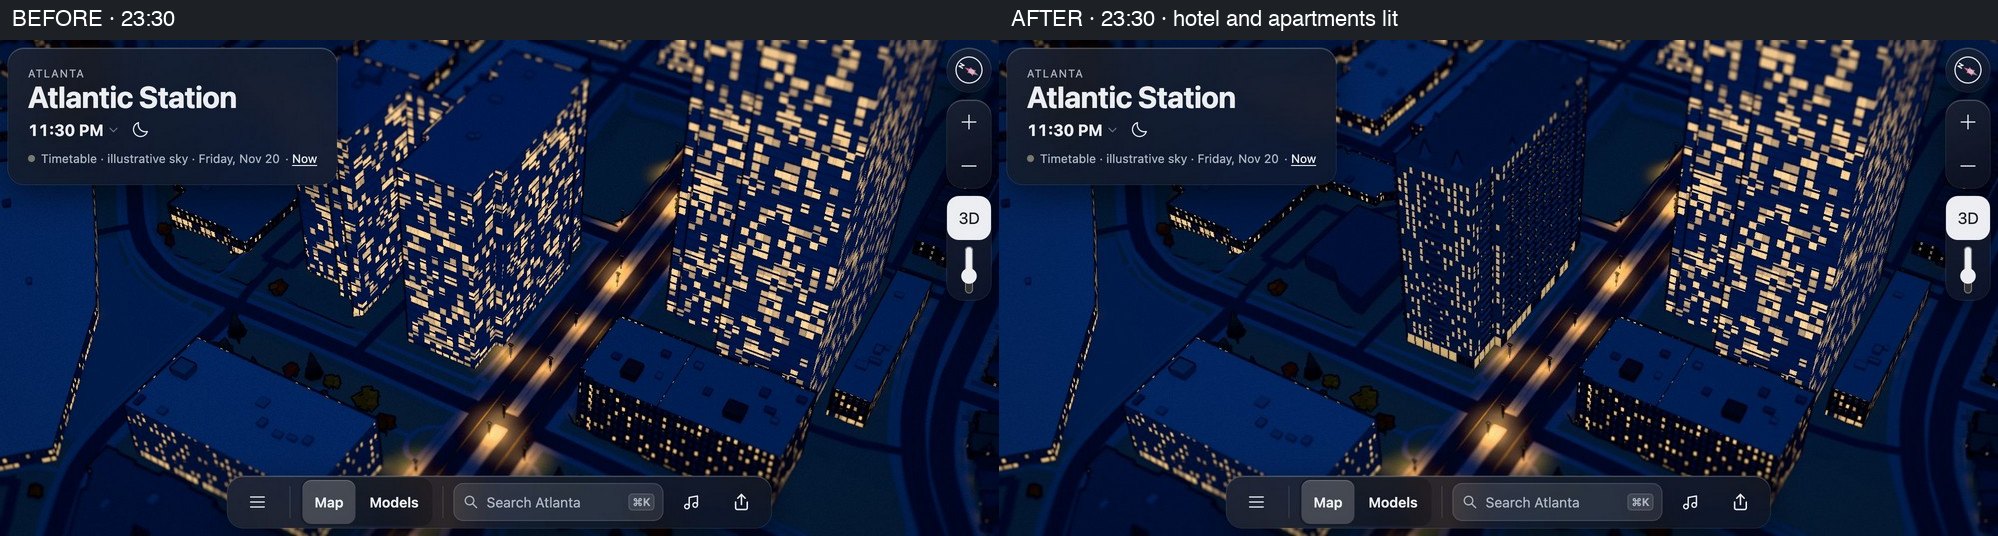 BEFORE · 23:30
ATLANTA
Atlantic Station
11:30 PM
Timetable · illustrative sky · Friday, Nov 20 · Now
N
+
−
3D
Map Models Search Atlanta ⌘K
AFTER · 23:30 · hotel and apartments lit
ATLANTA
Atlantic Station
11:30 PM
Timetable · illustrative sky · Friday, Nov 20 · Now
N
+
−
3D
Map Models Search Atlanta ⌘K